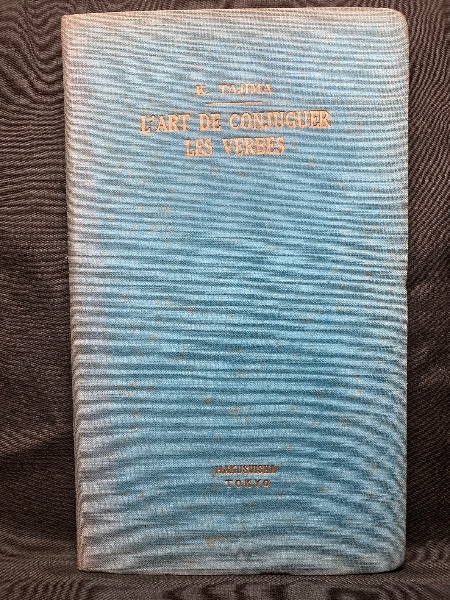 K. TAJIMA
L'ART DE CONJUGUER
LES VERBES
HAKUSUISHA
TOKYO